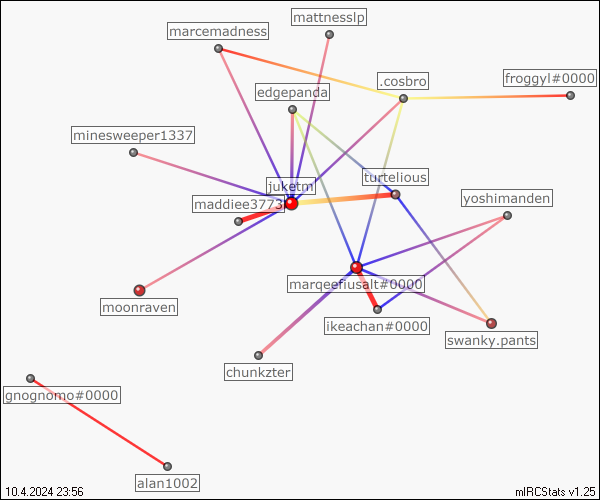 mattnesslp
marcemadness
.cosbro
froggyl#0000
edgepanda
minesweeper1337
turtelious
juketm
yoshimanden
maddiee3773
marqeefiusalt#0000
moonraven
ikeachan#0000
swanky.pants
chunkzter
gnognomo#0000
alan1002
10.4.2024 23:56
mIRCStats v1.25